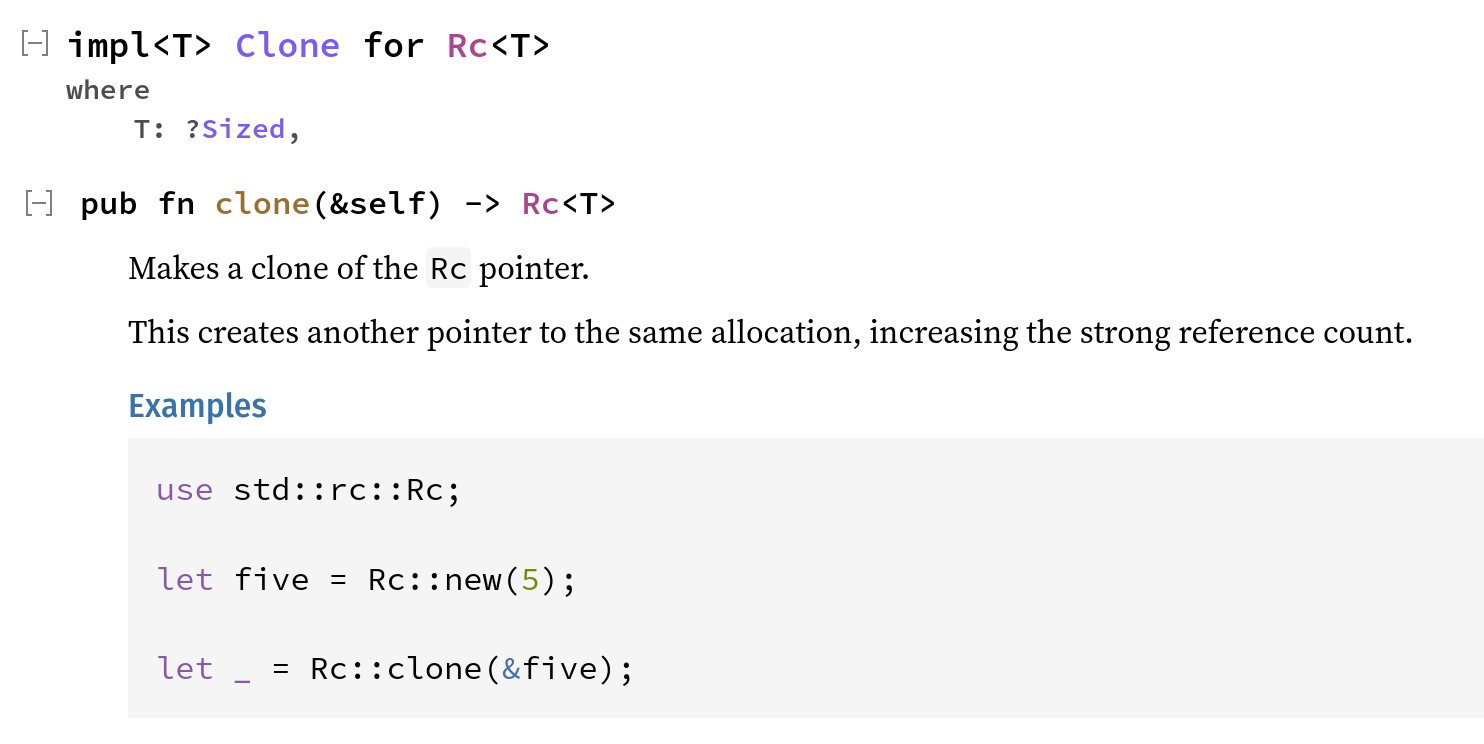 [−] impl<T> Clone for Rc<T>
where
    T: ?Sized,
[−] pub fn clone(&self) -> Rc<T>
Makes a clone of the Rc pointer.
This creates another pointer to the same allocation, increasing the strong reference count.
Examples
use std::rc::Rc;
let five = Rc::new(5);
let _ = Rc::clone(&five);